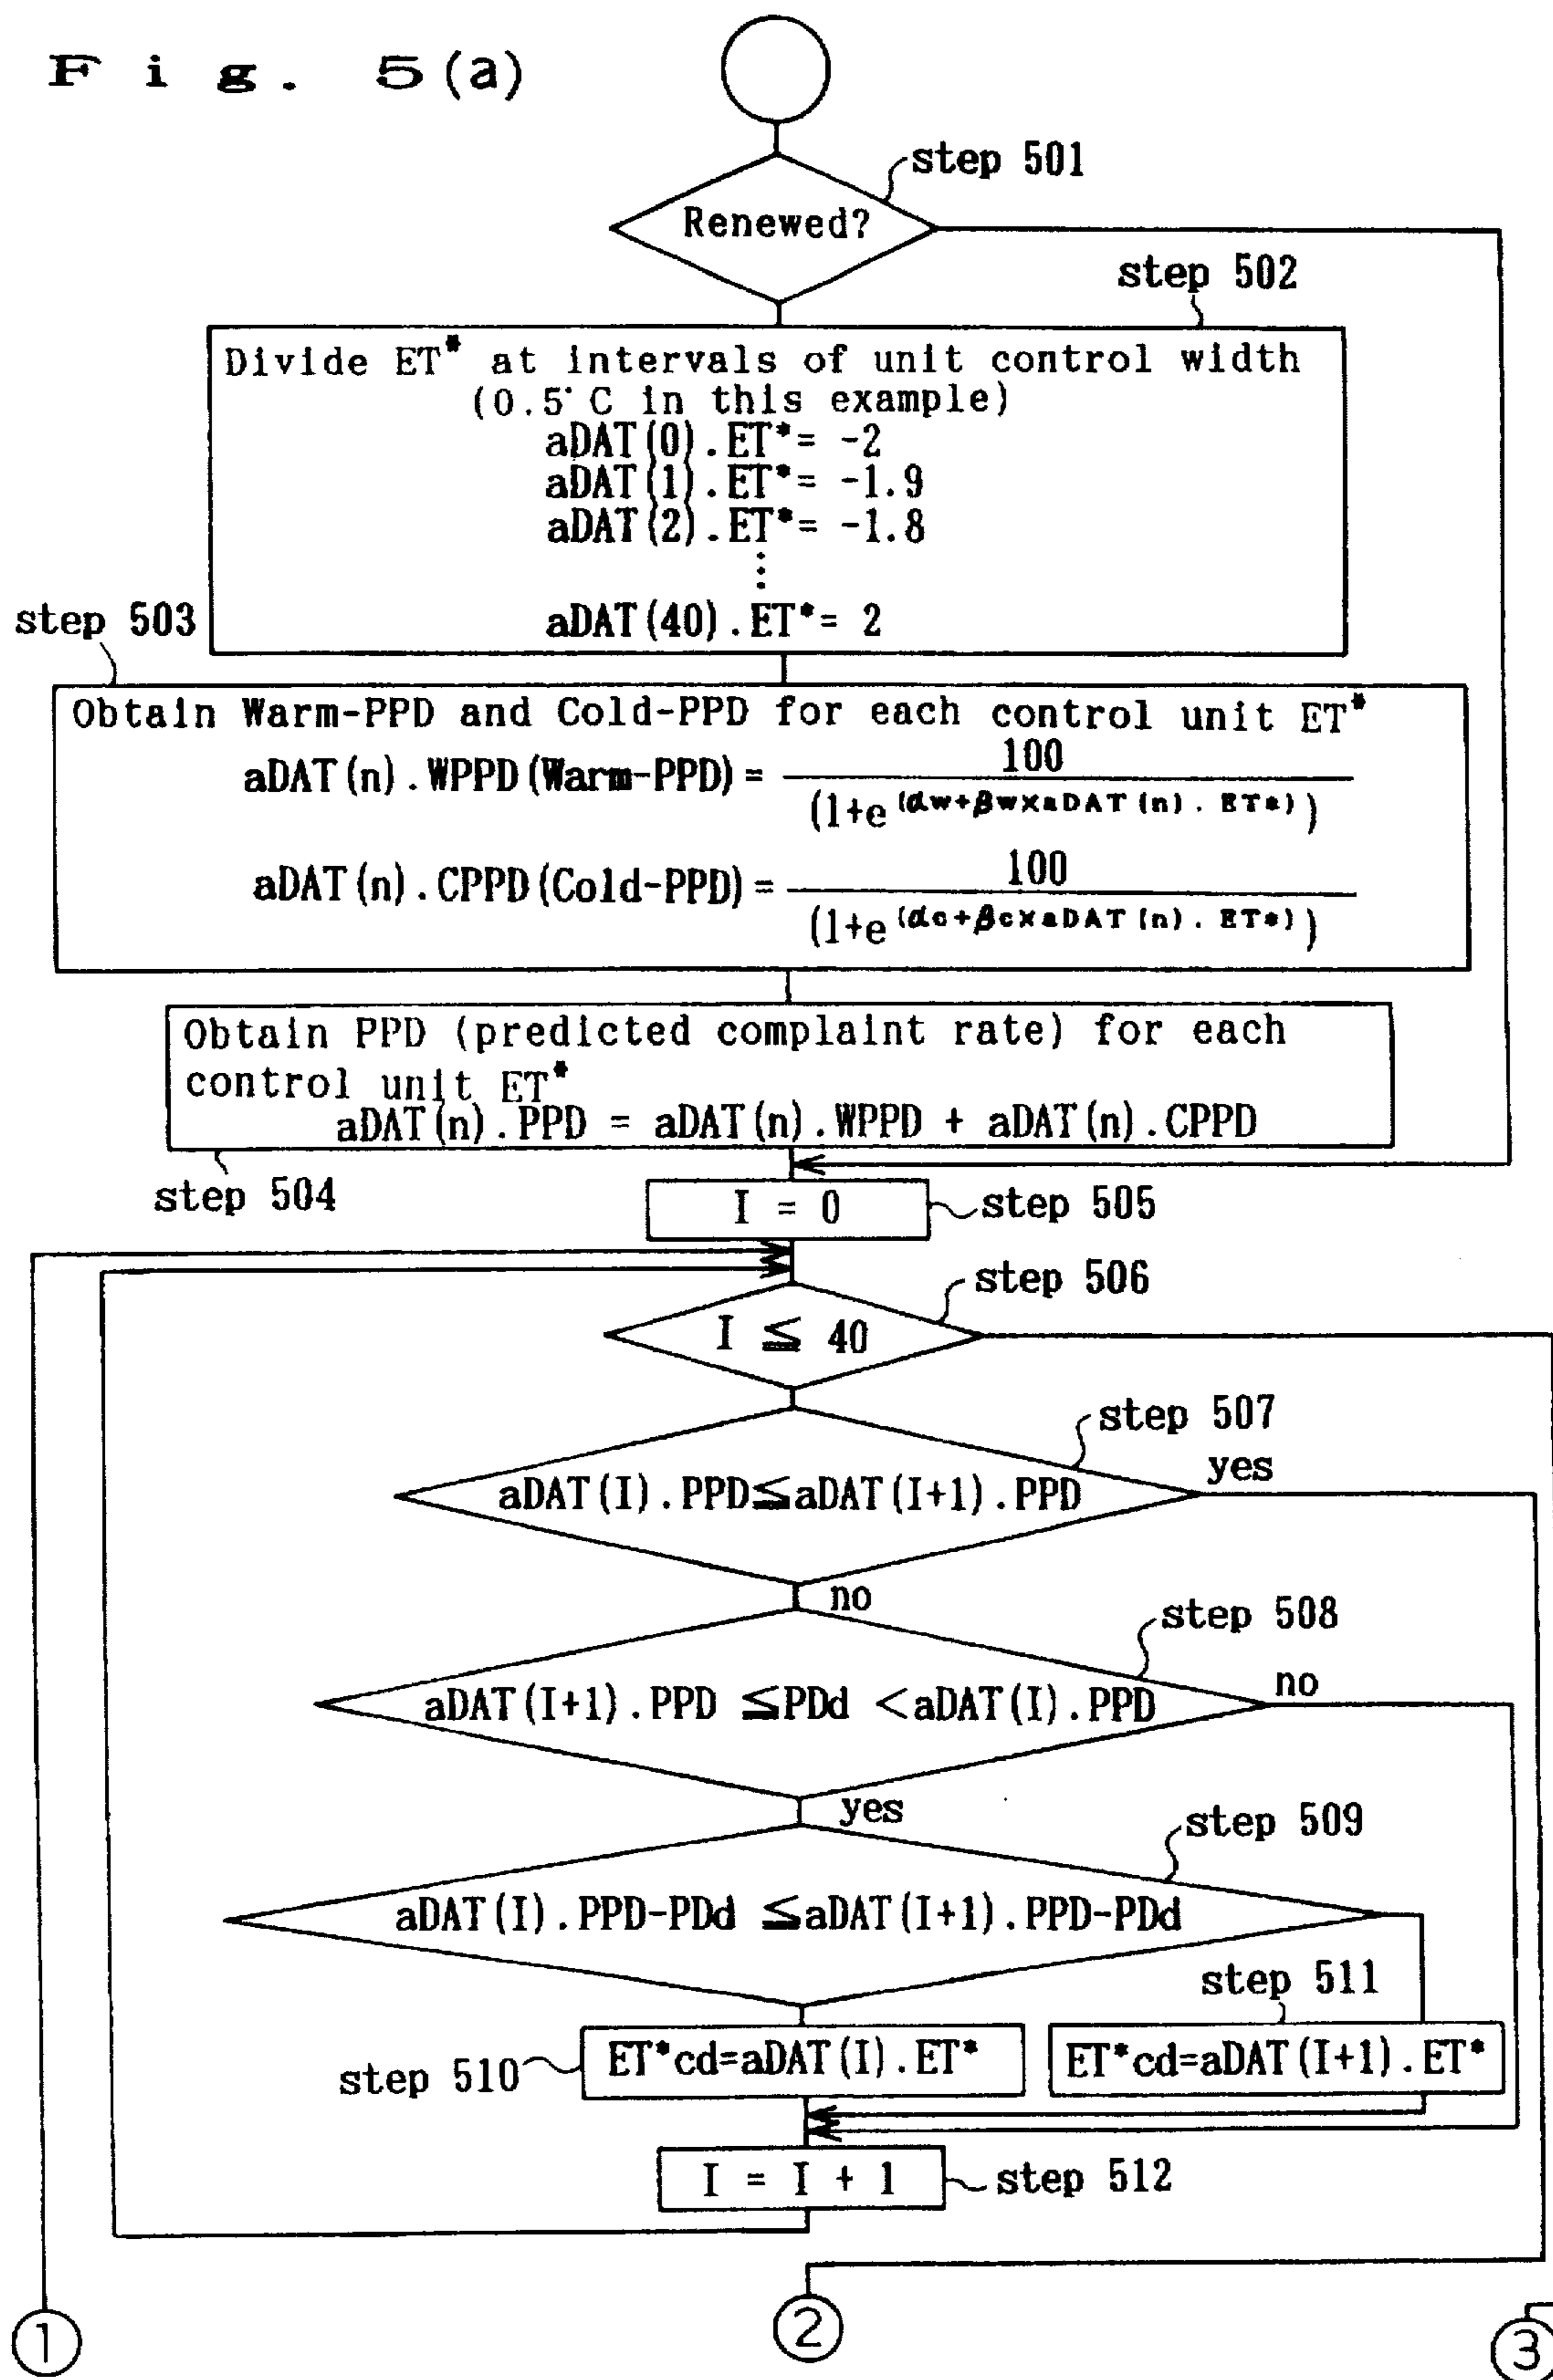 Fig. 5(a)
step 501
Renewed?
step 502
Divide ET* at intervals of unit control width
(0.5°C in this example)
aDAT(0).ET*= -2
aDAT(1).ET*= -1.9
aDAT(2).ET*= -1.8
⋮
aDAT(40).ET*= 2
step 503
Obtain Warm-PPD and Cold-PPD for each control unit ET*
aDAT(n).WPPD(Warm-PPD)= 100
(1+e^(αw+βw×aDAT(n).ET*))
aDAT(n).CPPD(Cold-PPD)= 100
(1+e^(αc+βc×aDAT(n).ET*))
Obtain PPD (predicted complaint rate) for each
control unit ET*
aDAT(n).PPD = aDAT(n).WPPD + aDAT(n).CPPD
step 504
I = 0
step 505
step 506
I ≦ 40
step 507
aDAT(I).PPD≦aDAT(I+1).PPD
yes
no
step 508
aDAT(I+1).PPD ≦PDd <aDAT(I).PPD
no
yes
step 509
aDAT(I).PPD-PDd ≦aDAT(I+1).PPD-PDd
step 511
step 510
ET*cd=aDAT(I).ET*
ET*cd=aDAT(I+1).ET*
I = I + 1
step 512
1
2
3